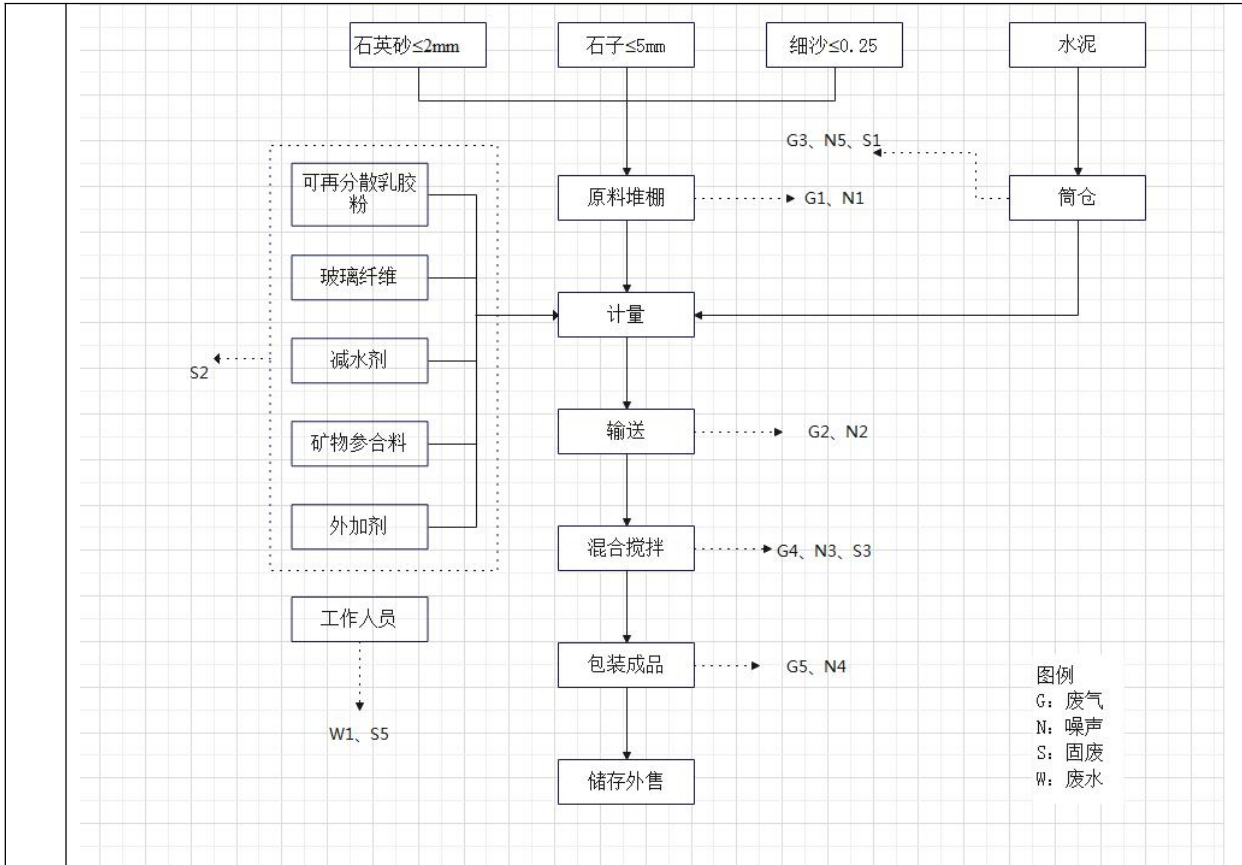 石英砂≤2mm
石子≤5mm
细沙≤0.25
水泥
G3、N5、S1
可再分散乳胶
粉
原料堆棚
G1、N1
筒仓
玻璃纤维
计量
减水剂
S2
矿物参合料
输送
G2、N2
外加剂
混合搅拌
G4、N3、S3
工作人员
包装成品
G5、N4
W1、S5
储存外售
图例
G: 废气
N: 噪声
S: 固废
W: 废水